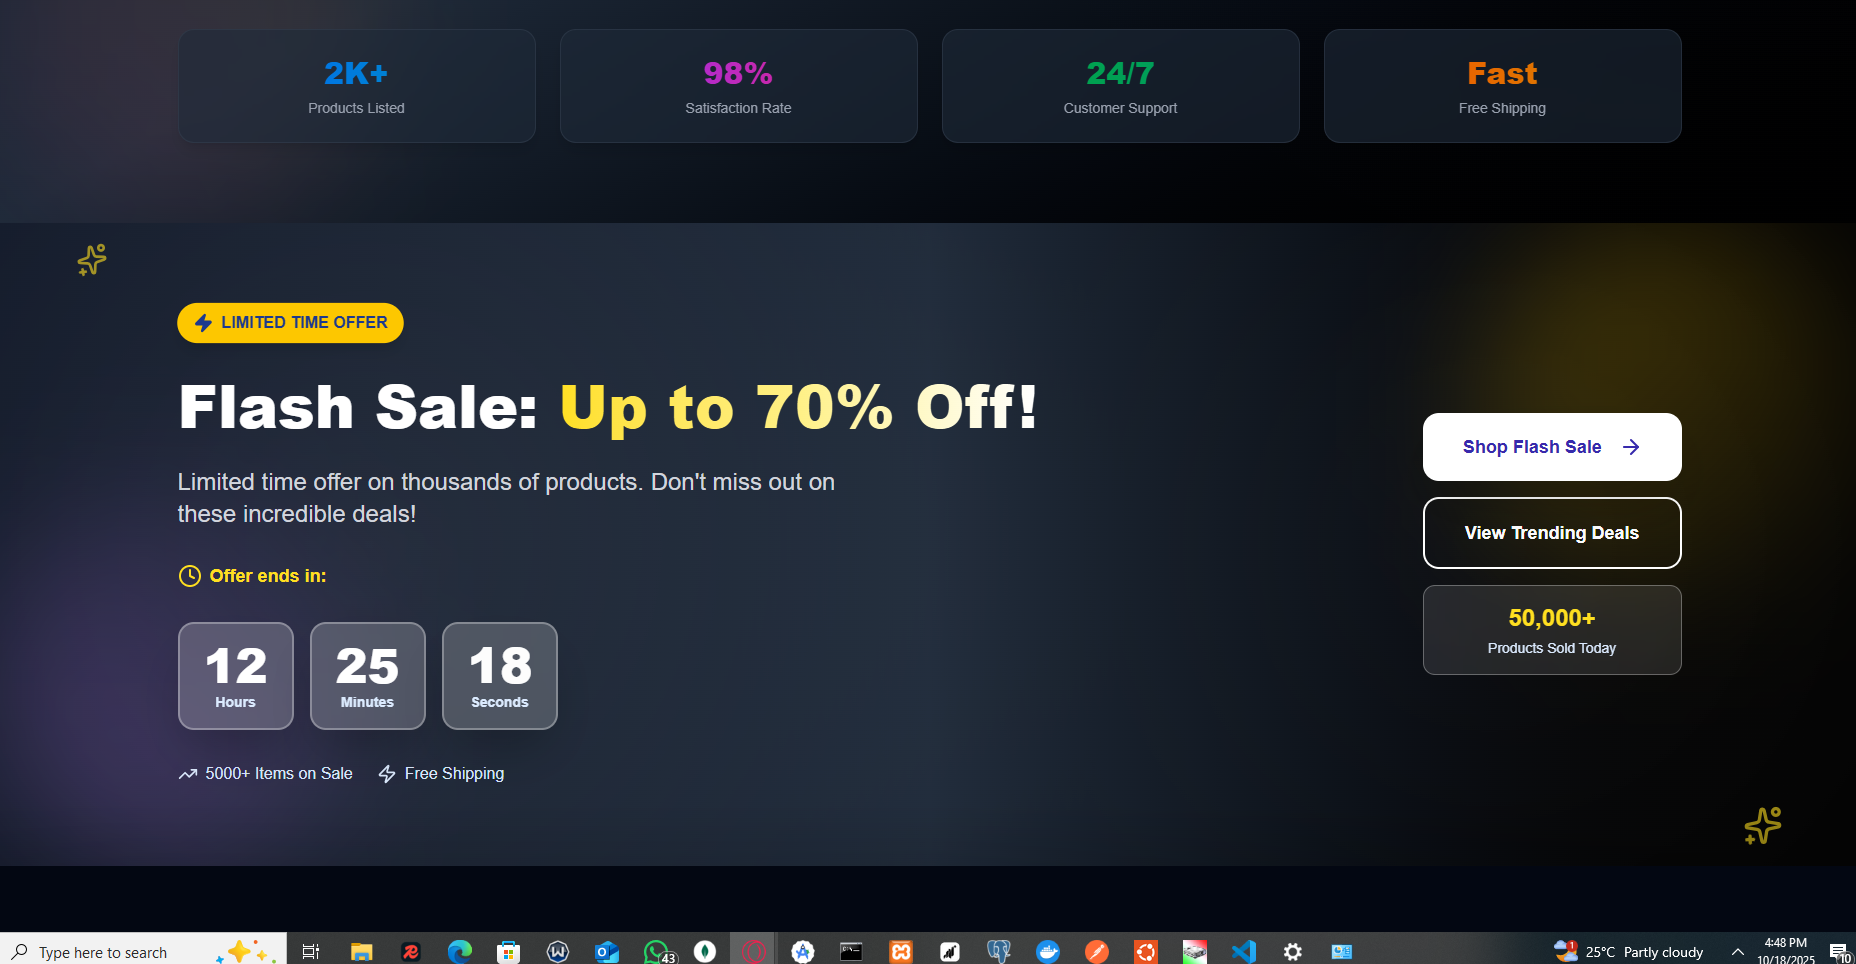 2K+
Products Listed
98%
Satisfaction Rate
24/7
Customer Support
Fast
Free Shipping
LIMITED TIME OFFER
Flash Sale: Up to 70% Off!
Limited time offer on thousands of products. Don't miss out on
these incredible deals!
Offer ends in:
12
Hours
25
Minutes
18
Seconds
5000+ Items on Sale
Free Shipping
Shop Flash Sale
View Trending Deals
50,000+
Products Sold Today
Type here to search
43
1
25°C Partly cloudy
4:48 PM
10/18/2025
10